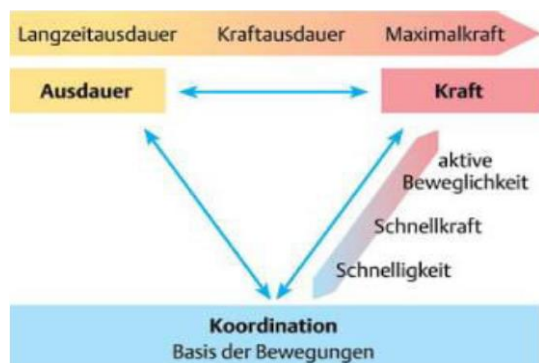 Langzeitausdauer Kraftausdauer Maximalkraft
Ausdauer Kraft
aktive
Beweglichkeit
Schnellkraft
Schnelligkeit
Koordination
Basis der Bewegungen